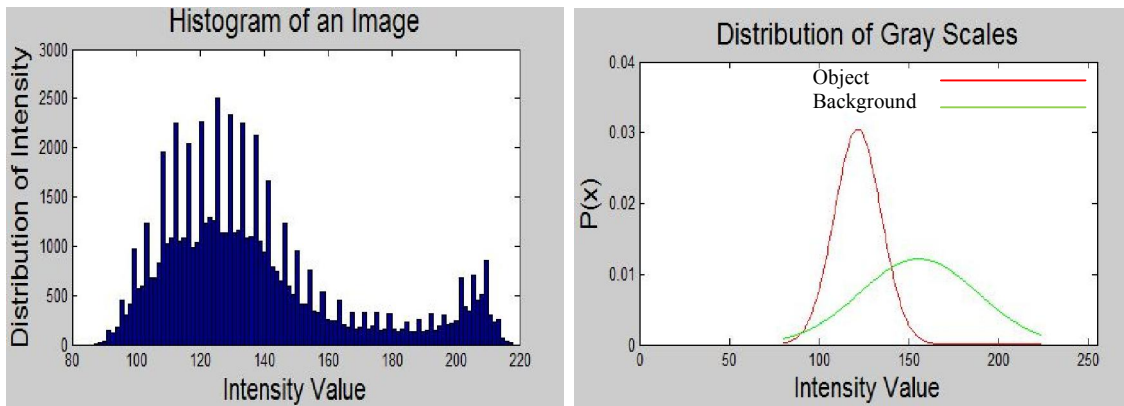 Histogram of an Image
Distribution of Intensity
3000
2500
2000
1500
1000
500
0
80 100 120 140 160 180 200 220
Intensity Value
Distribution of Gray Scales
Object
Background
P(x)
0.04
0.03
0.02
0.01
0
0 50 100 150 200 250
Intensity Value